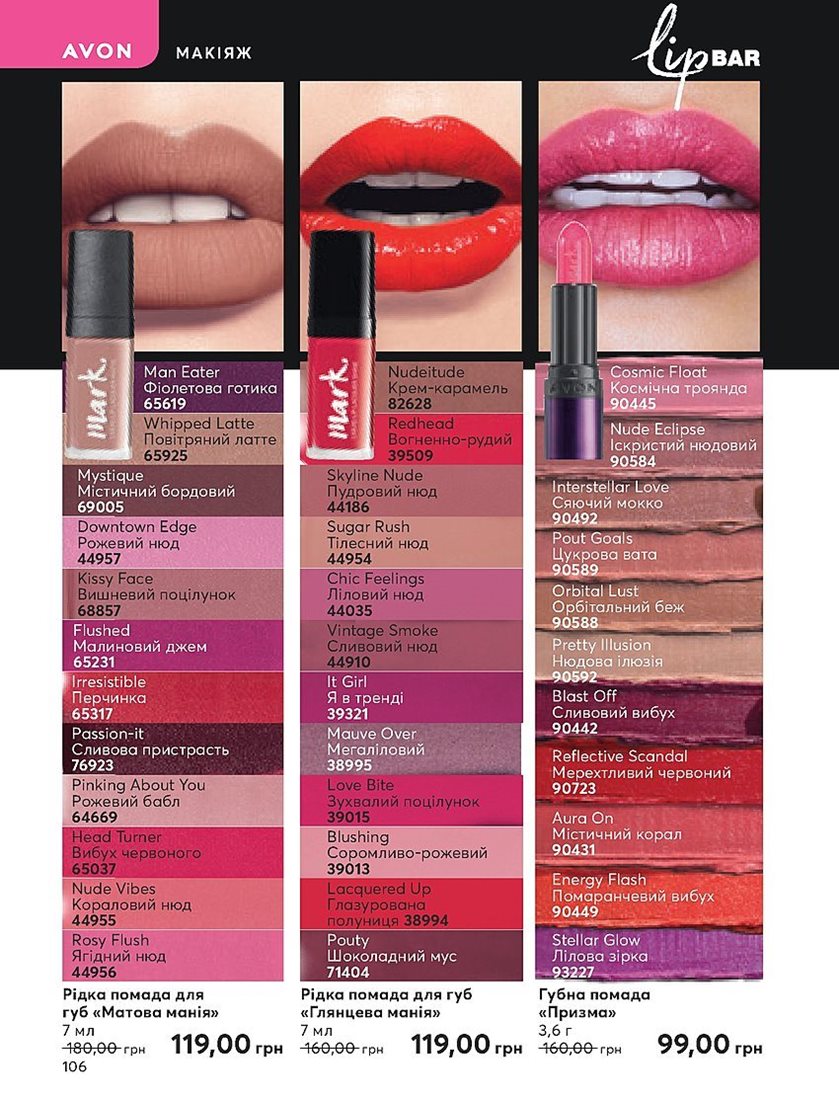 AVON
МАКІЯЖ
lip BAR
mark.
Man Eater
Фіолетова готика
65619
Whipped Latte
Повітряний латте
65925
Mystique
Містичний бордовий
69005
Downtown Edge
Рожевий нюд
44957
Kissy Face
Вишневий поцілунок
68857
Flushed
Малиновий джем
65231
Irresistible
Перчинка
65317
Passion-it
Сливова пристрасть
76923
Pinking About You
Рожевий бабл
64669
Head Turner
Вибух червоного
65037
Nude Vibes
Кораловий нюд
44955
Rosy Flush
Ягідний нюд
44956
Рідка помада для
губ «Матова манія»
7 мл
180,00 грн 119,00 грн
mark.
Nudeitude
Крем-карамель
82628
Redhead
Вогненно-рудий
39509
Skyline Nude
Пудровий нюд
44186
Sugar Rush
Тілесний нюд
44954
Chic Feelings
Ліловий нюд
44035
Vintage Smoke
Сливовий нюд
44910
It Girl
Я в тренді
39321
Mauve Over
Мегаліловий
38995
Love Bite
Зухвалий поцілунок
39015
Blushing
Соромливо-рожевий
39013
Lacquered Up
Глазурована
полуниця 38994
Pouty
Шоколадний мус
71404
Рідка помада для губ
«Глянцева манія»
7 мл
160,00 грн 119,00 грн
mark.
AVON
Cosmic Float
Космічна троянда
90445
Nude Eclipse
Іскристий нюдовий
90584
Interstellar Love
Сяючий мокко
90492
Pout Goals
Цукрова вата
90589
Orbital Lust
Орбітальний беж
90588
Pretty Illusion
Нюдова ілюзія
90592
Blast Off
Сливовий вибух
90442
Reflective Scandal
Мерехтливий червоний
90723
Aura On
Містичний корал
90431
Energy Flash
Помаранчевий вибух
90449
Stellar Glow
Лілова зірка
93227
Губна помада
«Призма»
3,6 г
160,00 грн 99,00 грн
106